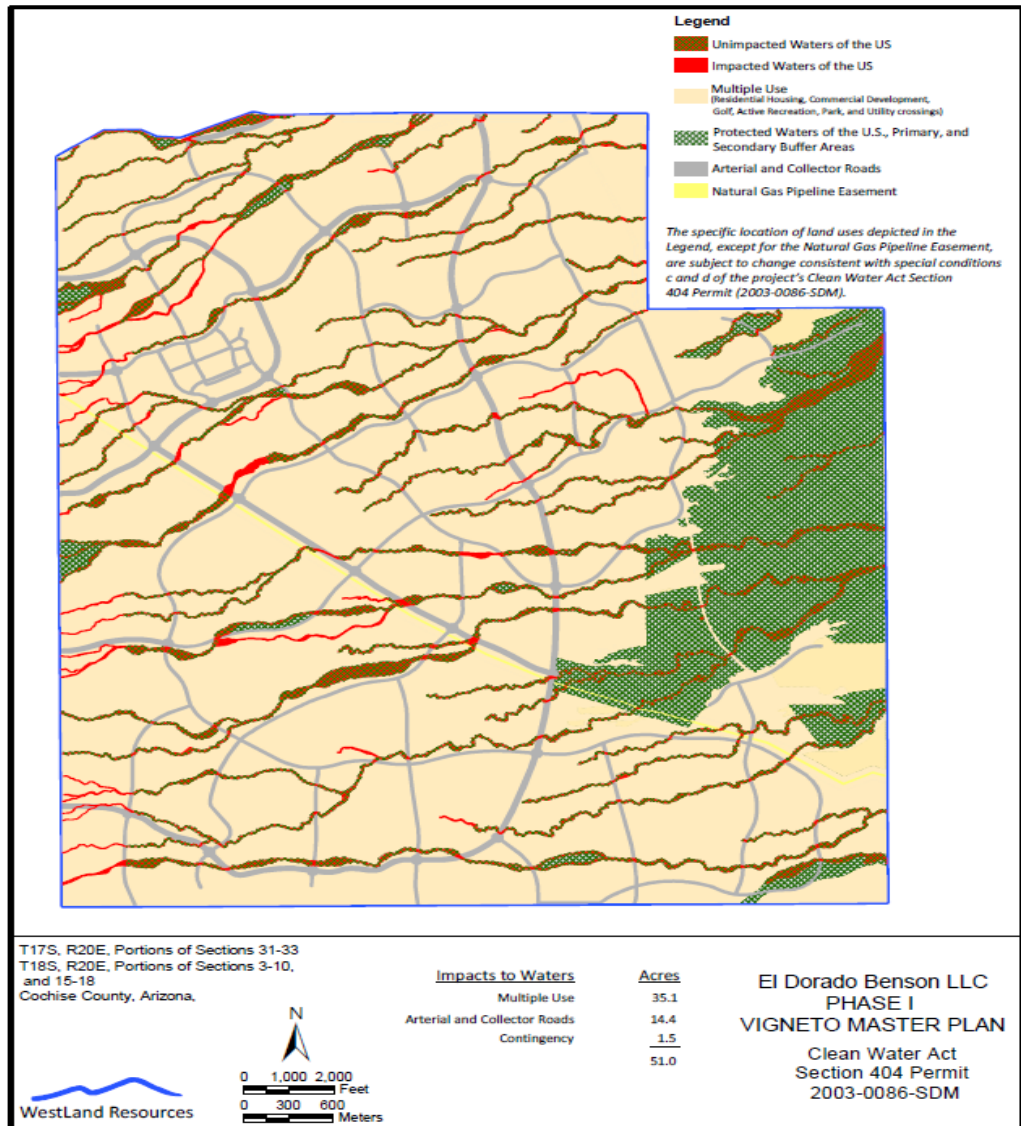 Legend
Unimpacted Waters of the US
Impacted Waters of the US
Multiple Use
(Residential Housing, Commercial Development,
Golf, Active Recreation, Park, and Utility crossings)
Protected Waters of the U.S., Primary, and
Secondary Buffer Areas
Arterial and Collector Roads
Natural Gas Pipeline Easement
The specific location of land uses depicted in the
Legend, except for the Natural Gas Pipeline Easement,
are subject to change consistent with special conditions
c and d of the project's Clean Water Act Section
404 Permit (2003-0086-SDM).
T17S, R20E, Portions of Sections 31-33
T18S, R20E, Portions of Sections 3-10,
and 15-18
Cochise County, Arizona,
N
0 1,000 2,000
Feet
0 300 600
Meters
WestLand Resources
Impacts to Waters Acres
Multiple Use 35.1
Arterial and Collector Roads 14.4
Contingency 1.5
51.0
El Dorado Benson LLC
PHASE I
VIGNETO MASTER PLAN
Clean Water Act
Section 404 Permit
2003-0086-SDM